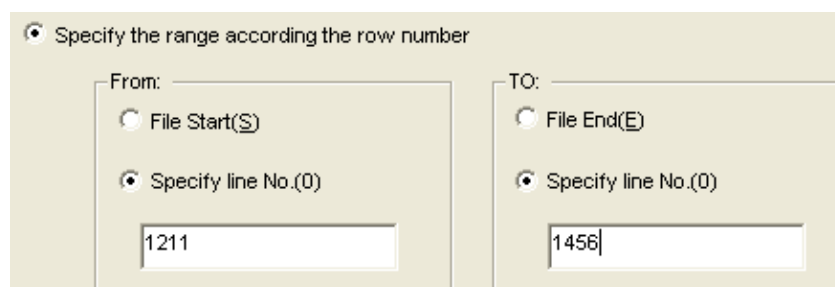 Specify the range according the row number
From:
File Start(S)
Specify line No.(0)
1211
TO:
File End(E)
Specify line No.(0)
1456